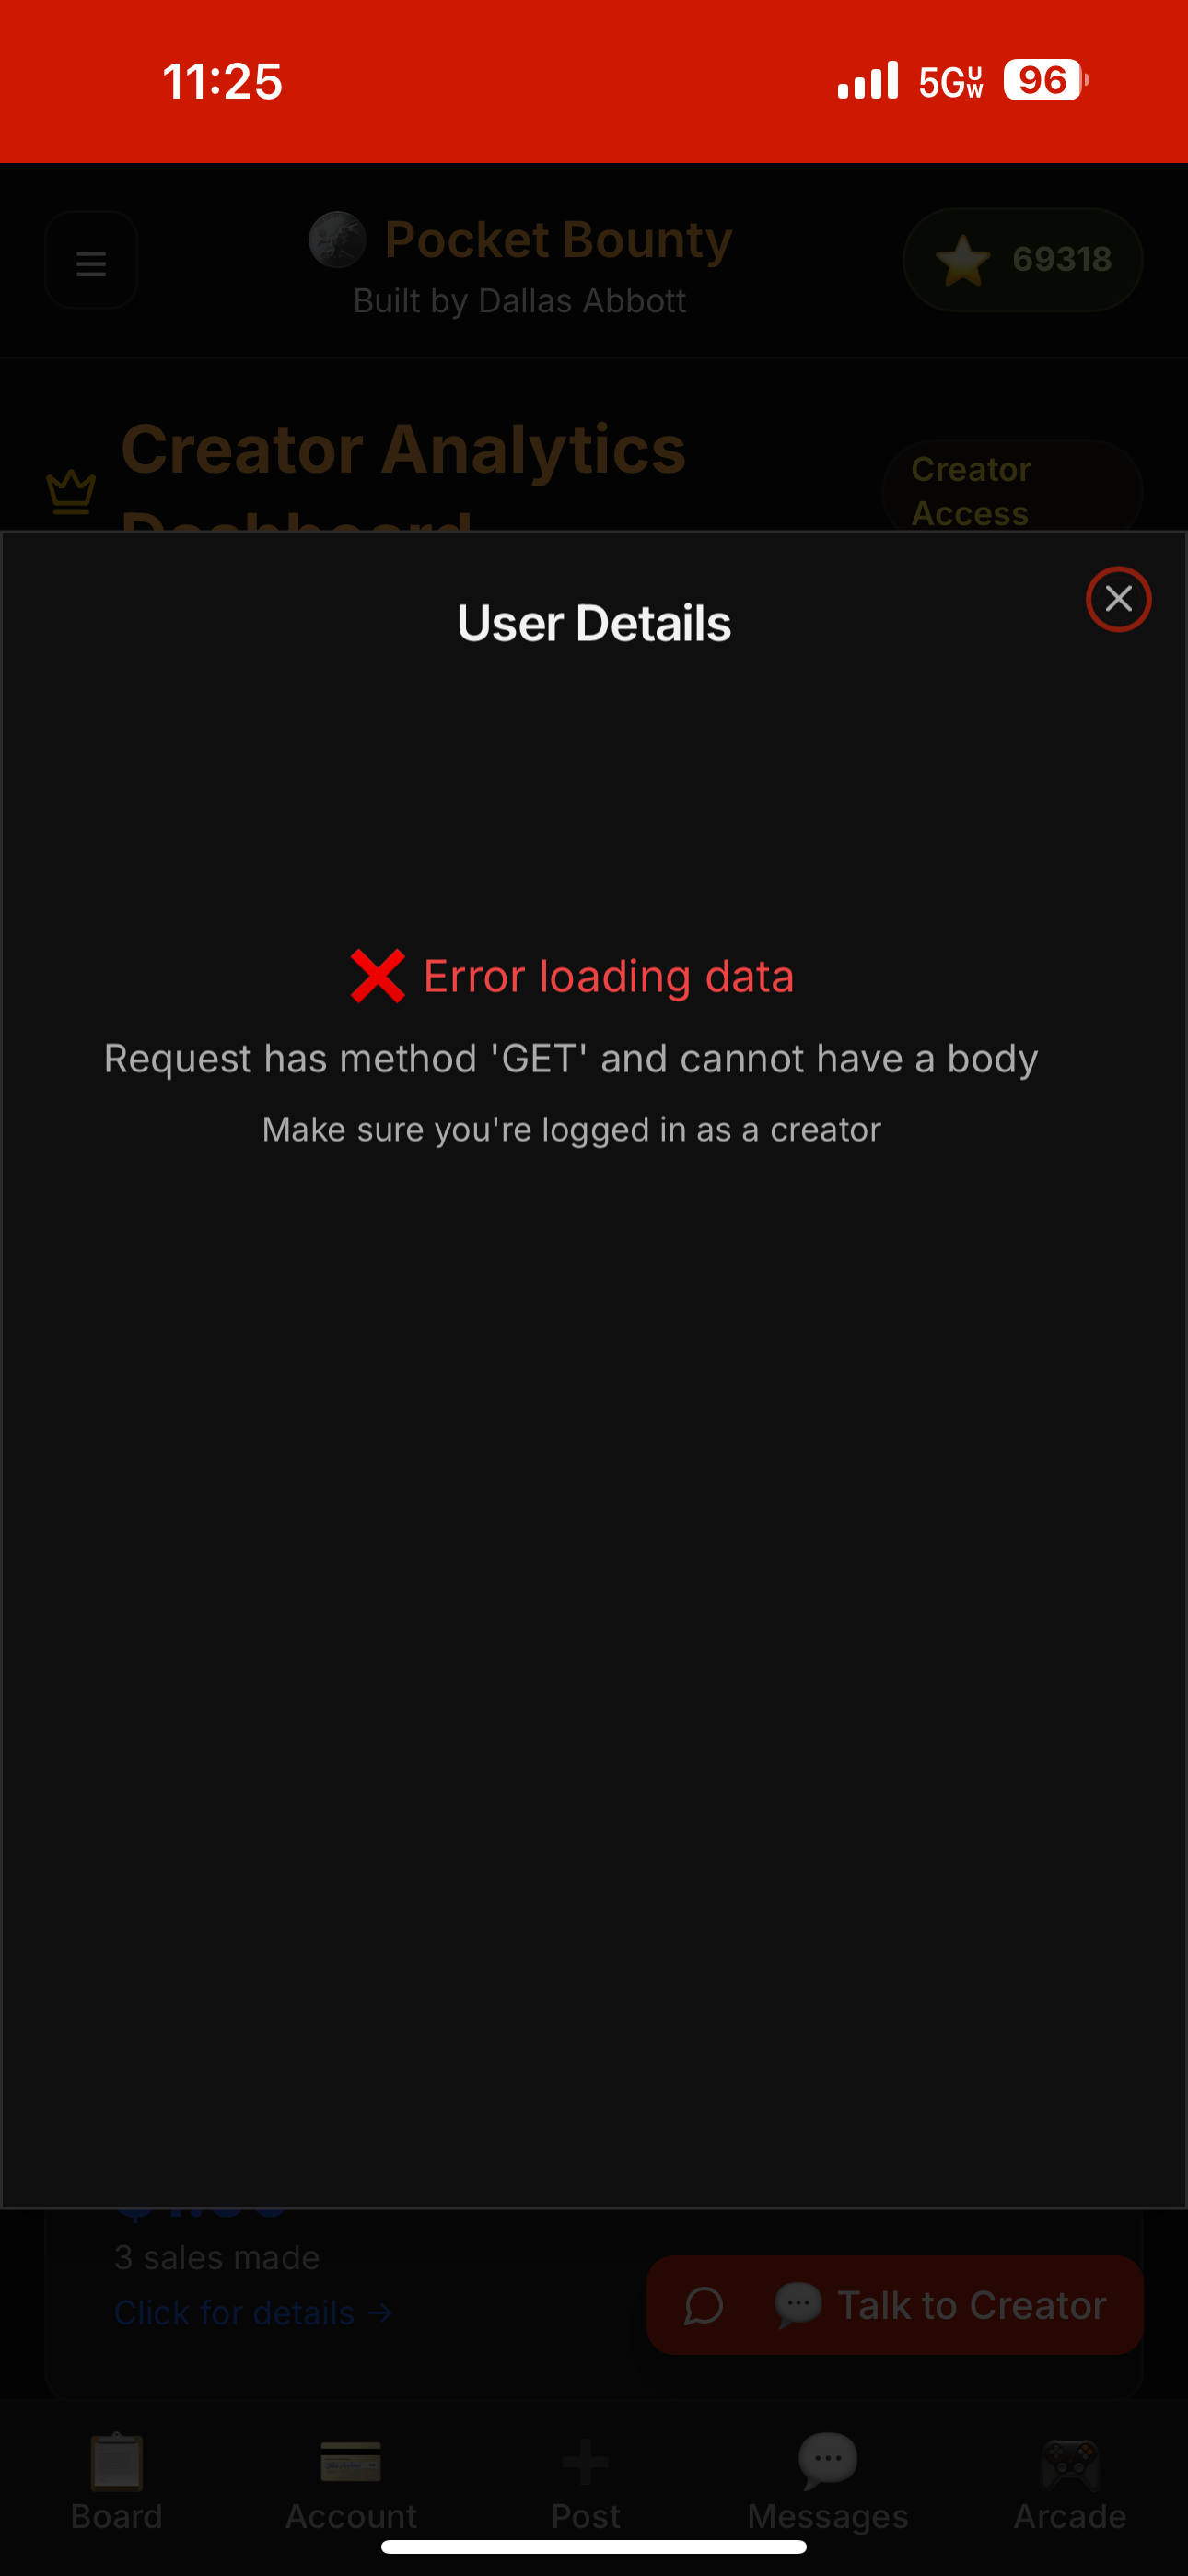 11:25
5G UW
96
Pocket Bounty
Built by Dallas Abbott
69318
Creator Analytics
Dashboard
Creator
Access
User Details
Error loading data
Request has method 'GET' and cannot have a body
Make sure you're logged in as a creator
3 sales made
Click for details →
Talk to Creator
Board
Account
Post
Messages
Arcade